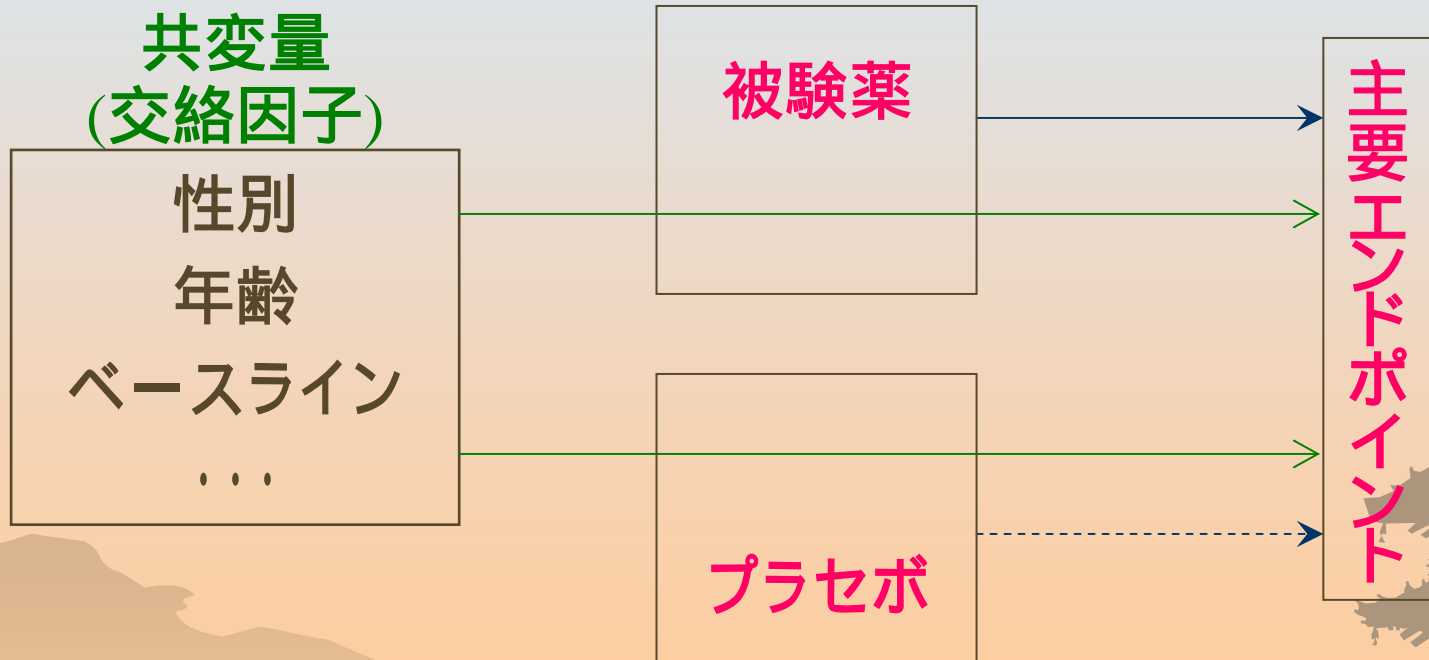 共変量
(交絡因子)
性別
年齢
ベースライン
・・・
被験薬
プラセボ
主要エンドポイント